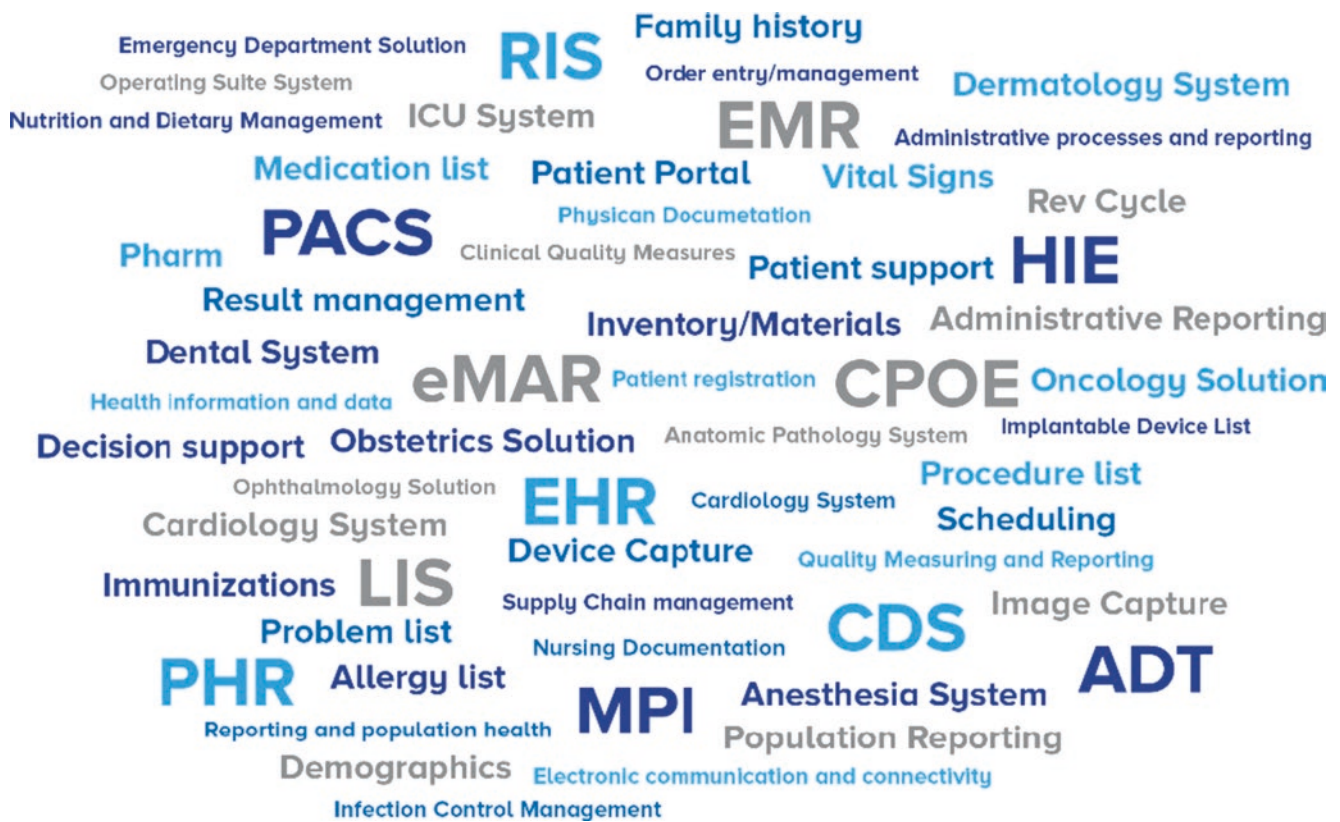 Family history
Emergency Department Solution
RIS
Order entry/management
Operating Suite System
Dermatology System
Nutrition and Dietary Management
ICU System
EMR
Administrative processes and reporting
Medication list
Patient Portal
Vital Signs
Rev Cycle
Physican Documetation
PACS
Pharm
Clinical Quality Measures
Patient support
HIE
Result management
Inventory/Materials
Administrative Reporting
Dental System
eMAR
Patient registration
CPOE
Oncology Solution
Health information and data
Decision support
Obstetrics Solution
Anatomic Pathology System
Implantable Device List
Procedure list
Ophthalmology Solution
EHR
Cardiology System
Cardiology System
Scheduling
Device Capture
Quality Measuring and Reporting
Immunizations
LIS
Supply Chain management
Image Capture
Problem list
CDS
Nursing Documentation
PHR
Allergy list
ADT
MPI
Anesthesia System
Reporting and population health
Population Reporting
Demographics
Electronic communication and connectivity
Infection Control Management